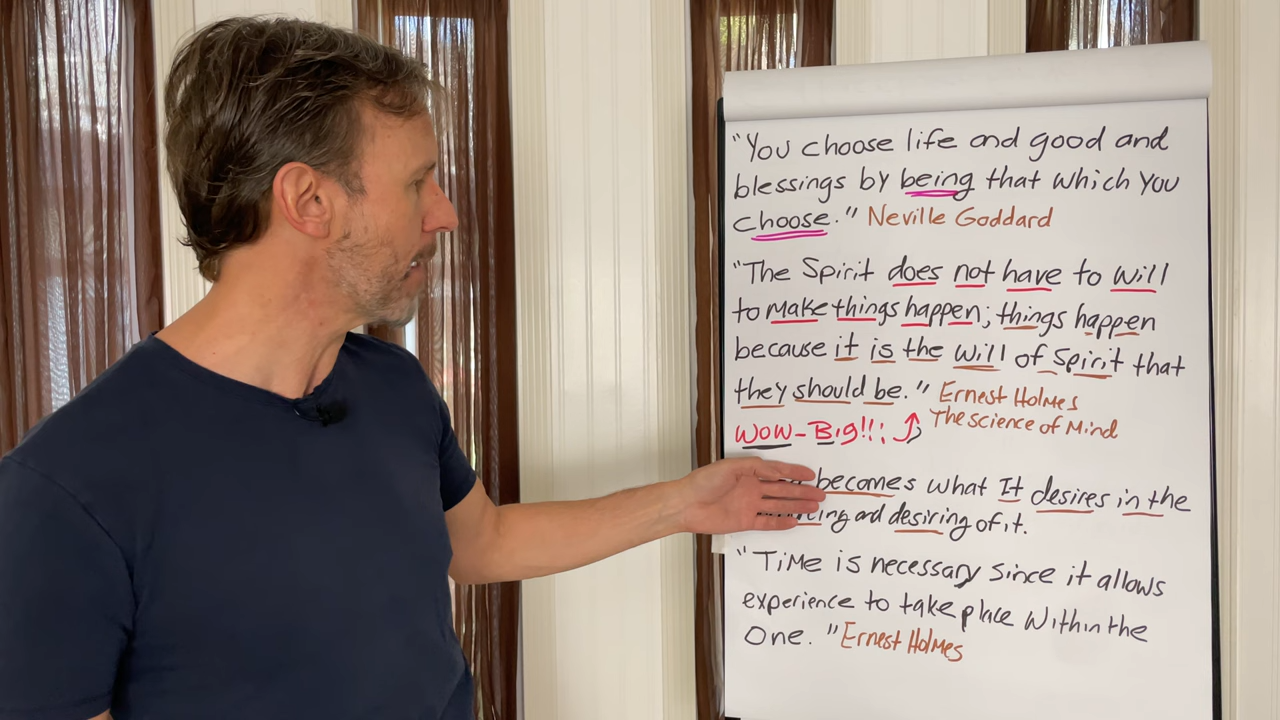 "You choose life and good and
blessings by being that which you
choose." Neville Goddard
"The Spirit does not have to will
to make things happen; things happen
because it is the will of Spirit that
they should be." Ernest Holmes
The science of Mind
WOW - Big!!
becomes what It desires in the
and desiring of it.
"Time is necessary since it allows
experience to take place within the
One." Ernest Holmes